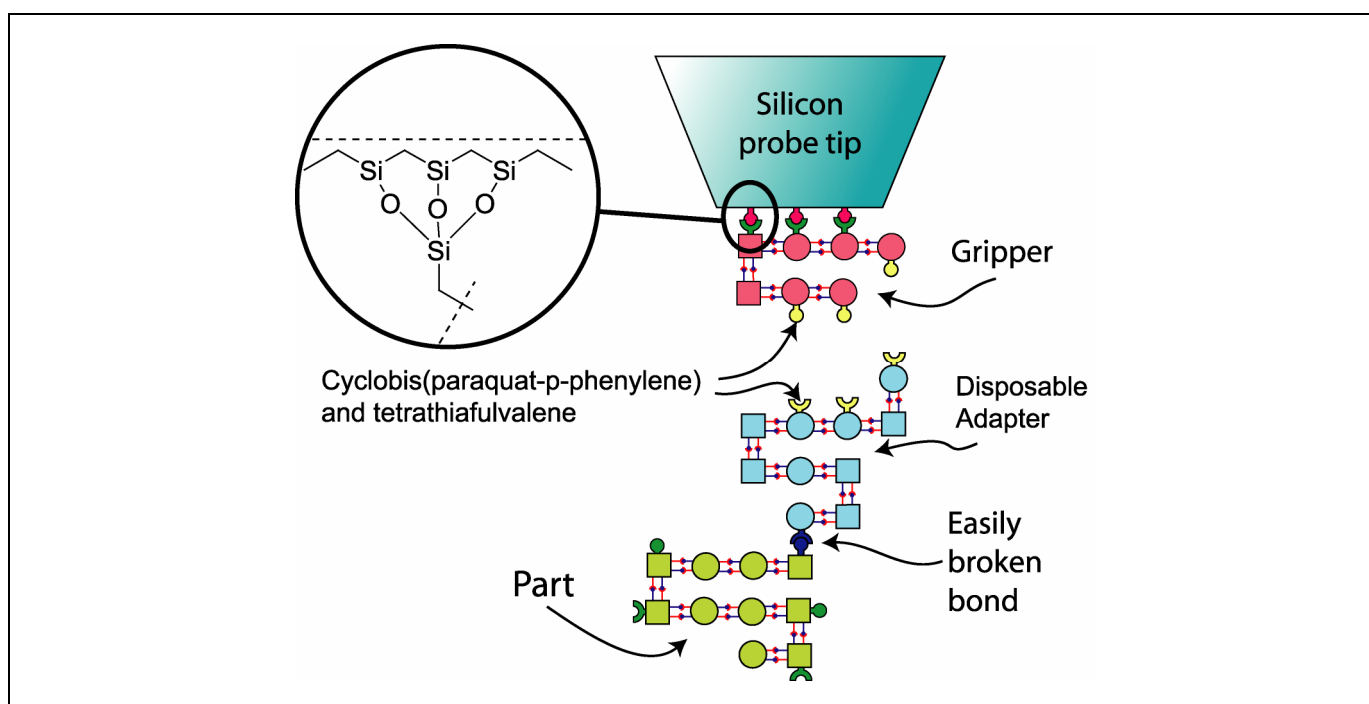 Silicon
probe tip
Si Si Si
O O O
Si
Gripper
Cyclobis(paraquat-p-phenylene)
and tetrathiafulvalene
Disposable
Adapter
Easily
broken
bond
Part